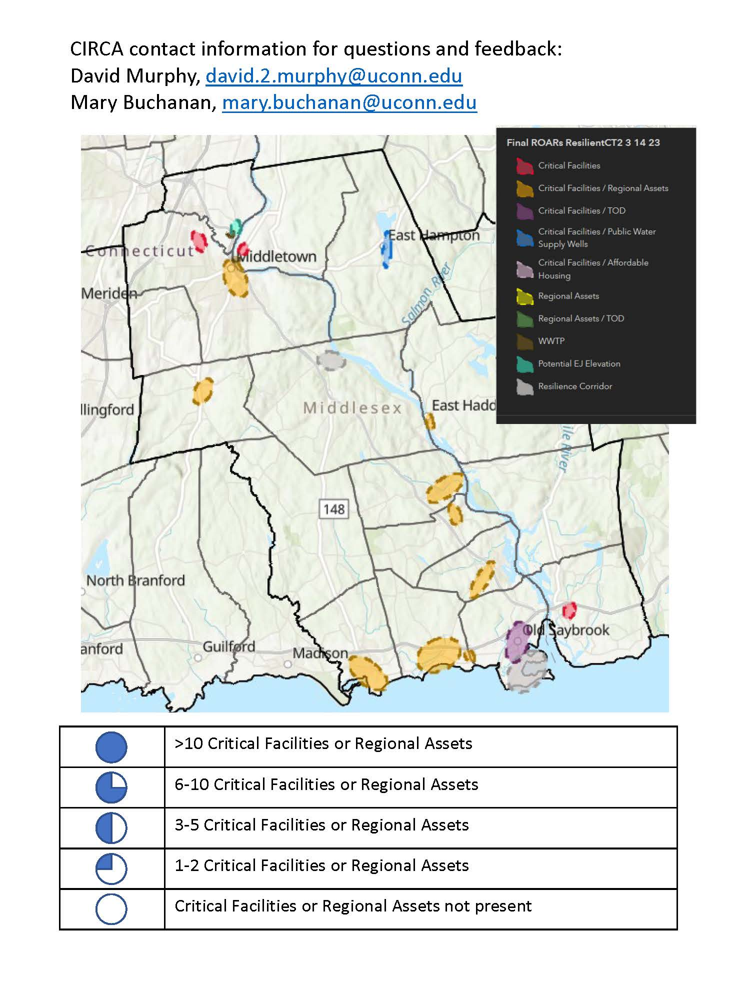 CIRCA contact information for questions and feedback:
David Murphy, david.2.murphy@uconn.edu
Mary Buchanan, mary.buchanan@uconn.edu
Final ROARs ResilientCT2 3 14 23
Critical Facilities
Critical Facilities / Regional Assets
Critical Facilities / TOD
Critical Facilities / Public Water
Supply Wells
Critical Facilities / Affordable
Housing
Regional Assets
Regional Assets / TOD
WWTP
Potential EJ Elevation
Resilience Corridor
East Hampton
Connecticut
Middletown
Salmon River
Meriden
Middlesex
East Hadd
llingford
ile River
148
North Branford
Old Saybrook
anford
Guilford
Madison
>10 Critical Facilities or Regional Assets
6-10 Critical Facilities or Regional Assets
3-5 Critical Facilities or Regional Assets
1-2 Critical Facilities or Regional Assets
Critical Facilities or Regional Assets not present